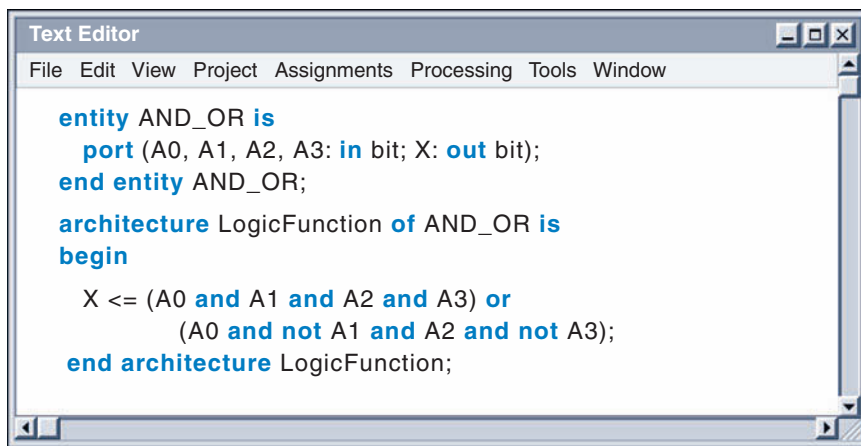 Text Editor
File Edit View Project Assignments Processing Tools Window
entity AND_OR is
port (A0, A1, A2, A3: in bit; X: out bit);
end entity AND_OR;
architecture LogicFunction of AND_OR is
begin
X <= (A0 and A1 and A2 and A3) or
(A0 and not A1 and A2 and not A3);
end architecture LogicFunction;